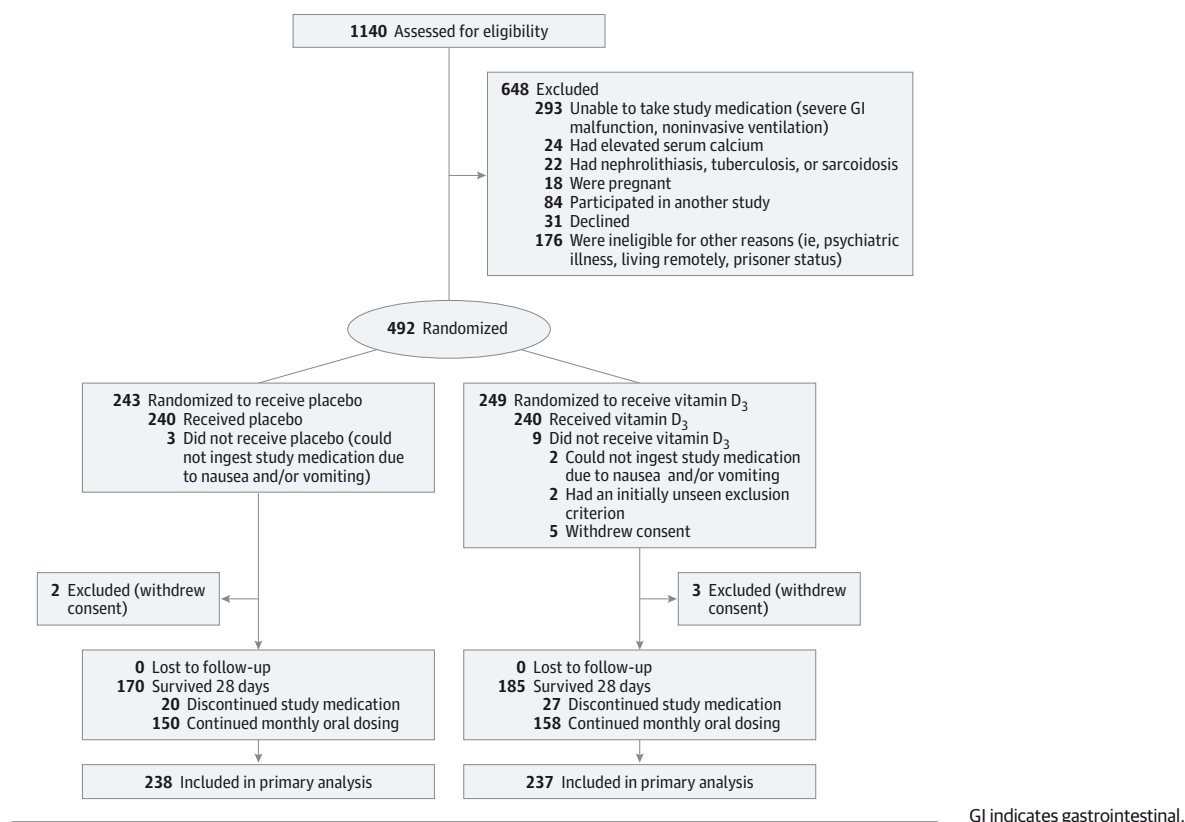 1140 Assessed for eligibility
648 Excluded
293 Unable to take study medication (severe GI
malfunction, noninvasive ventilation)
24 Had elevated serum calcium
22 Had nephrolithiasis, tuberculosis, or sarcoidosis
18 Were pregnant
84 Participated in another study
31 Declined
176 Were ineligible for other reasons (ie, psychiatric
illness, living remotely, prisoner status)
492 Randomized
243 Randomized to receive placebo
240 Received placebo
3 Did not receive placebo (could
not ingest study medication due
to nausea and/or vomiting)
249 Randomized to receive vitamin D3
240 Received vitamin D3
9 Did not receive vitamin D3
2 Could not ingest study medication
due to nausea and/or vomiting
2 Had an initially unseen exclusion
criterion
5 Withdrew consent
2 Excluded (withdrew
consent)
3 Excluded (withdrew
consent)
0 Lost to follow-up
170 Survived 28 days
20 Discontinued study medication
150 Continued monthly oral dosing
0 Lost to follow-up
185 Survived 28 days
27 Discontinued study medication
158 Continued monthly oral dosing
238 Included in primary analysis
237 Included in primary analysis
GI indicates gastrointestinal.